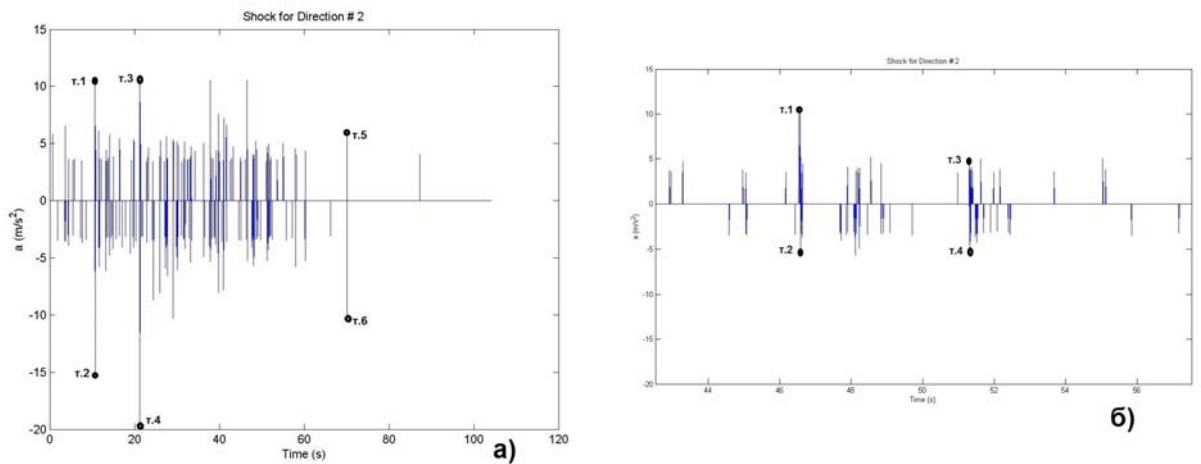 Shock for Direction # 2
15
10
5
0
-5
-10
-15
-20
a (m/s²)
т.1
т.3
т.5
т.2
т.4
т.6
0
20
40
60
80
100
120
Time (s)
а)
Shock for Direction # 2
15
10
5
0
-5
-10
-15
-20
a (m/s²)
т.1
т.3
т.2
т.4
44
46
48
50
52
54
56
Time (s)
б)